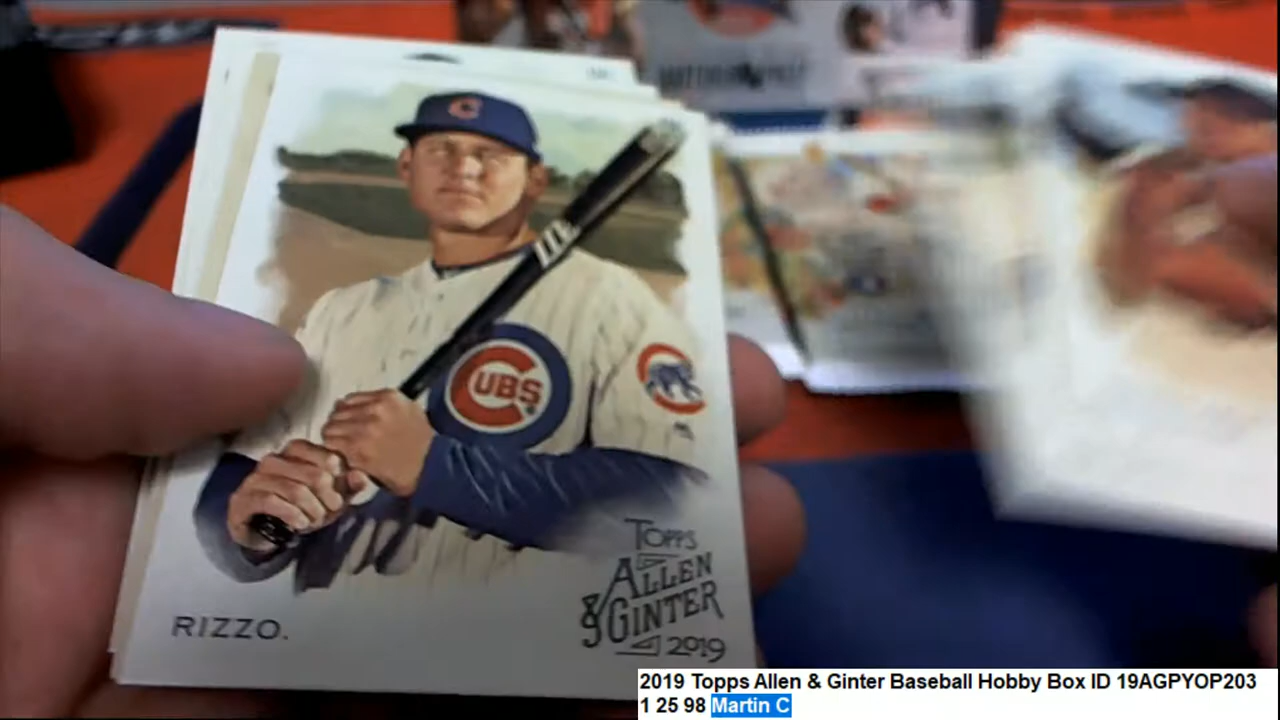 C
CUBS
TOPPS
ALLEN
& GINTER
2019
RIZZO.
2019 Topps Allen & Ginter Baseball Hobby Box ID 19AGPYOP203
1 25 98 Martin C